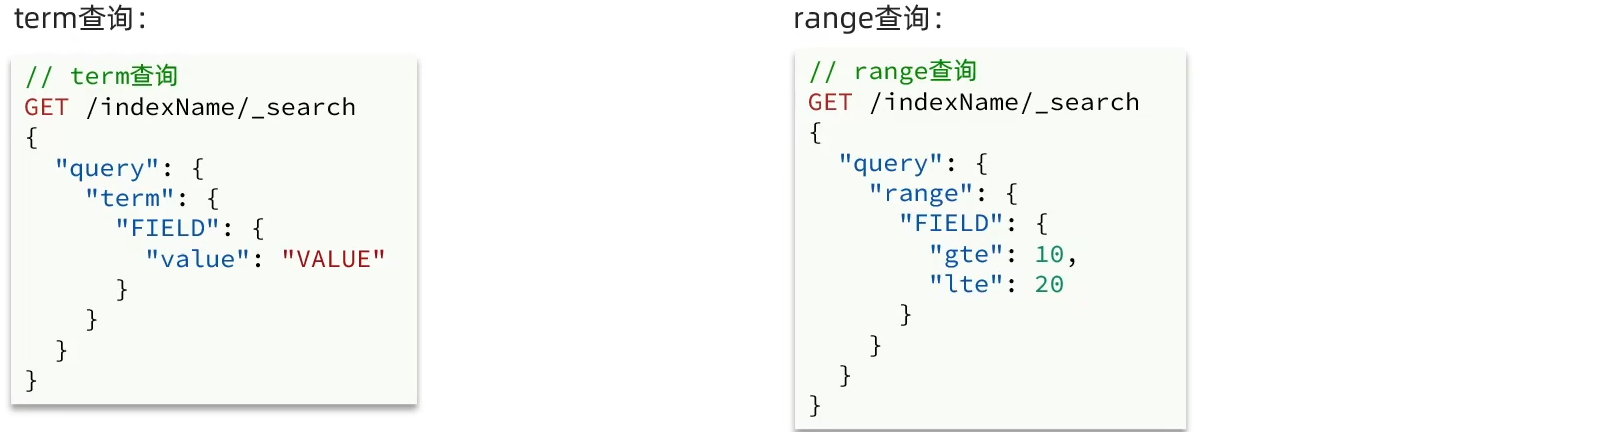 term查询：
// term查询
GET /indexName/_search
{
  "query": {
    "term": {
      "FIELD": {
        "value": "VALUE"
      }
    }
  }
}
range查询：
// range查询
GET /indexName/_search
{
  "query": {
    "range": {
      "FIELD": {
        "gte": 10,
        "lte": 20
      }
    }
  }
}